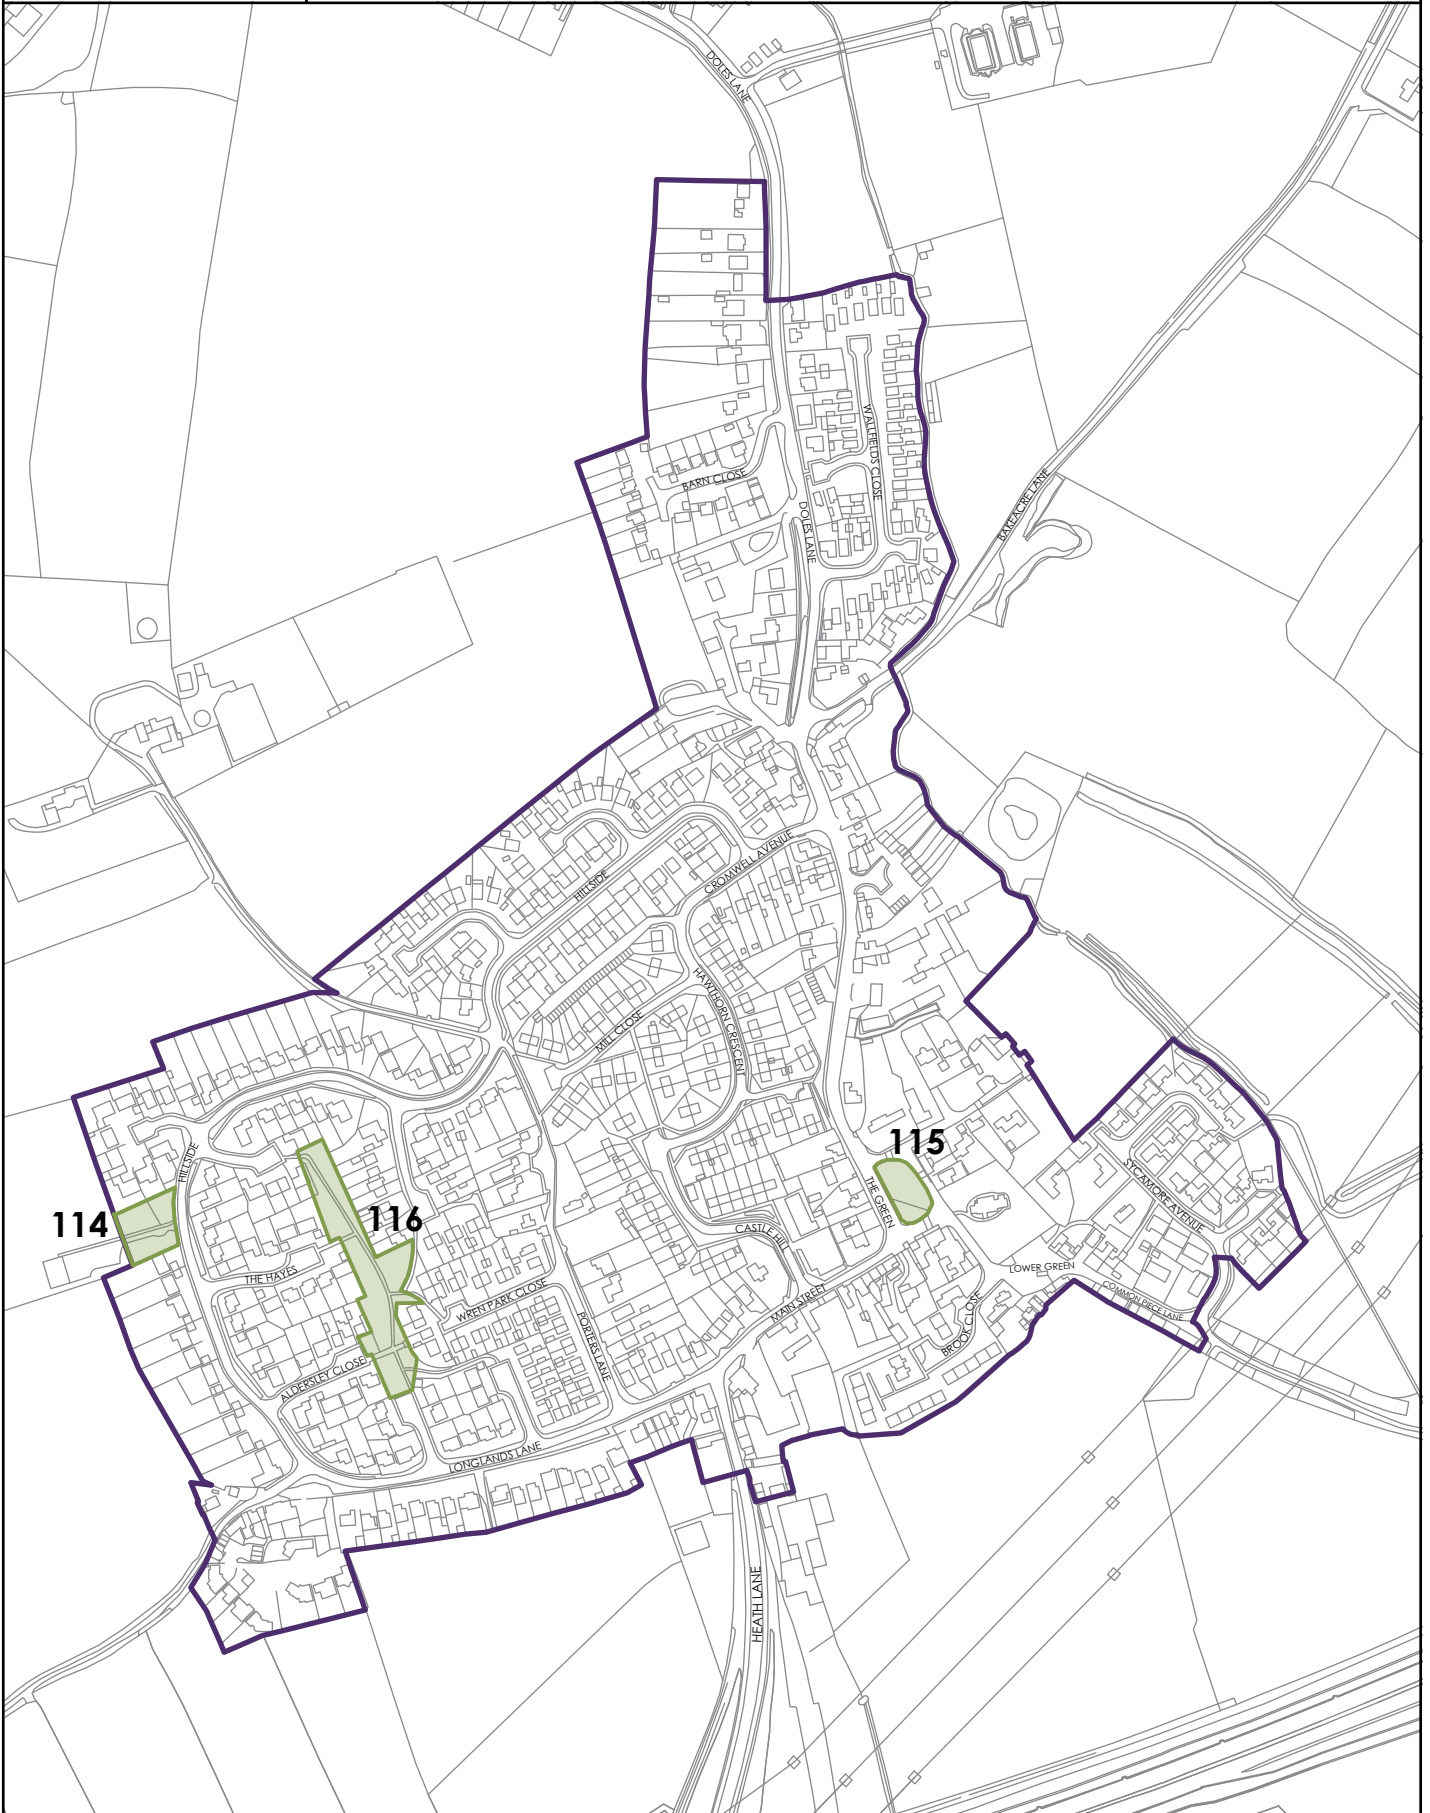 DOLES LANE
WALLFIELDS CLOSE
BARN CLOSE
BAKEACRE LANE
DOLES LANE
CROMWELL AVENUE
HILLSIDE
HAWTHORN CRESCENT
MILL CLOSE
115
HILLSIDE
SYCAMORE AVENUE
THE GREEN
114
116
CASTLE HILL
LOWER GREEN
THE HAYES
COMMON PIECE LANE
WREN PARK CLOSE
MAIN STREET
BROOK CLOSE
PORTERS LANE
ALDERSLEY CLOSE
LONGLANDS LANE
HEATH LANE